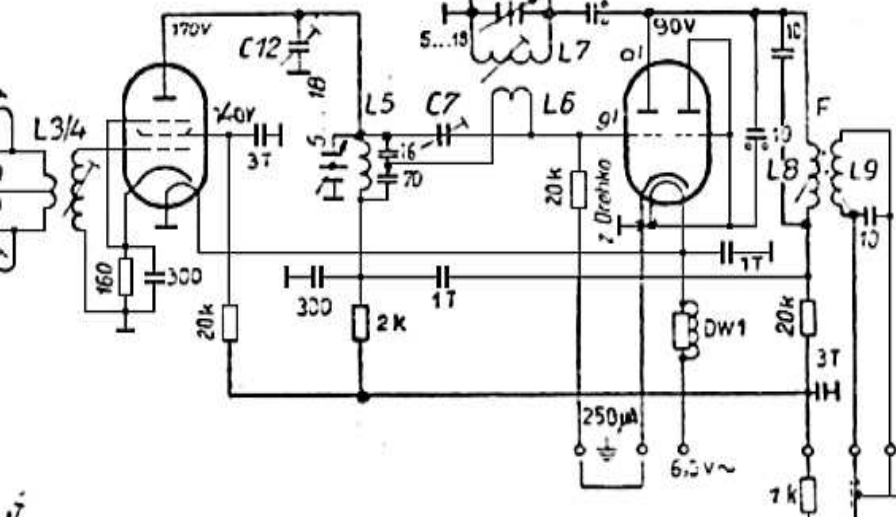 170V
C12
5...18
L7
90V
10
a'
F
L3/4
5...18
L5
C7
L6
g'
3T
16
70
20k
z Drehko
10
L8
L9
10
160
300
1T
300
1T
20k
2k
DW1
20k
3T
250µA
6,3V~
1k